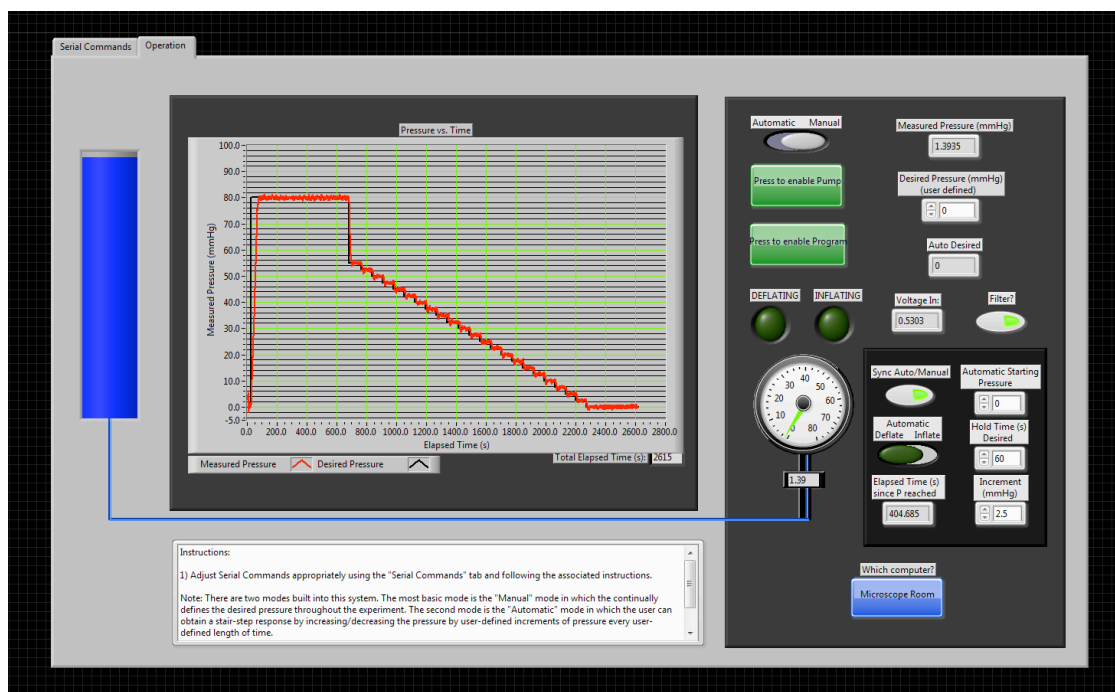 Serial Commands
Operation
Pressure vs. Time
100.0
90.0
80.0
70.0
60.0
50.0
40.0
30.0
20.0
10.0
0.0
-5.0
Measured Pressure (mmHg)
0.0 200.0 400.0 600.0 800.0 1000.0 1200.0 1400.0 1600.0 1800.0 2000.0 2200.0 2400.0 2600.0 2800.0
Elapsed Time (s)
Measured Pressure
Desired Pressure
Total Elapsed Time (s): 2615
Instructions:
1) Adjust Serial Commands appropriately using the "Serial Commands" tab and following the associated instructions.
Note: There are two modes built into this system. The most basic mode is the "Manual" mode in which the continually
defines the desired pressure throughout the experiment. The second mode is the "Automatic" mode in which the user can
obtain a stair-step response by increasing/decreasing the pressure by user-defined increments of pressure every user-
defined length of time.
Automatic Manual
Measured Pressure (mmHg)
1.3935
Press to enable Pump
Desired Pressure (mmHg)
(user defined)
0
Press to enable Program
Auto Desired
0
DEFLATING
INFLATING
Voltage In:
0.5303
Filter?
10 20 30 40 50 60 70 80
1.39
Sync Auto/Manual
Automatic Starting
Pressure
0
Automatic
Deflate Inflate
Hold Time (s)
Desired
60
Elapsed Time (s)
since P reached
404.685
Increment
(mmHg)
2.5
Which computer?
Microscope Room